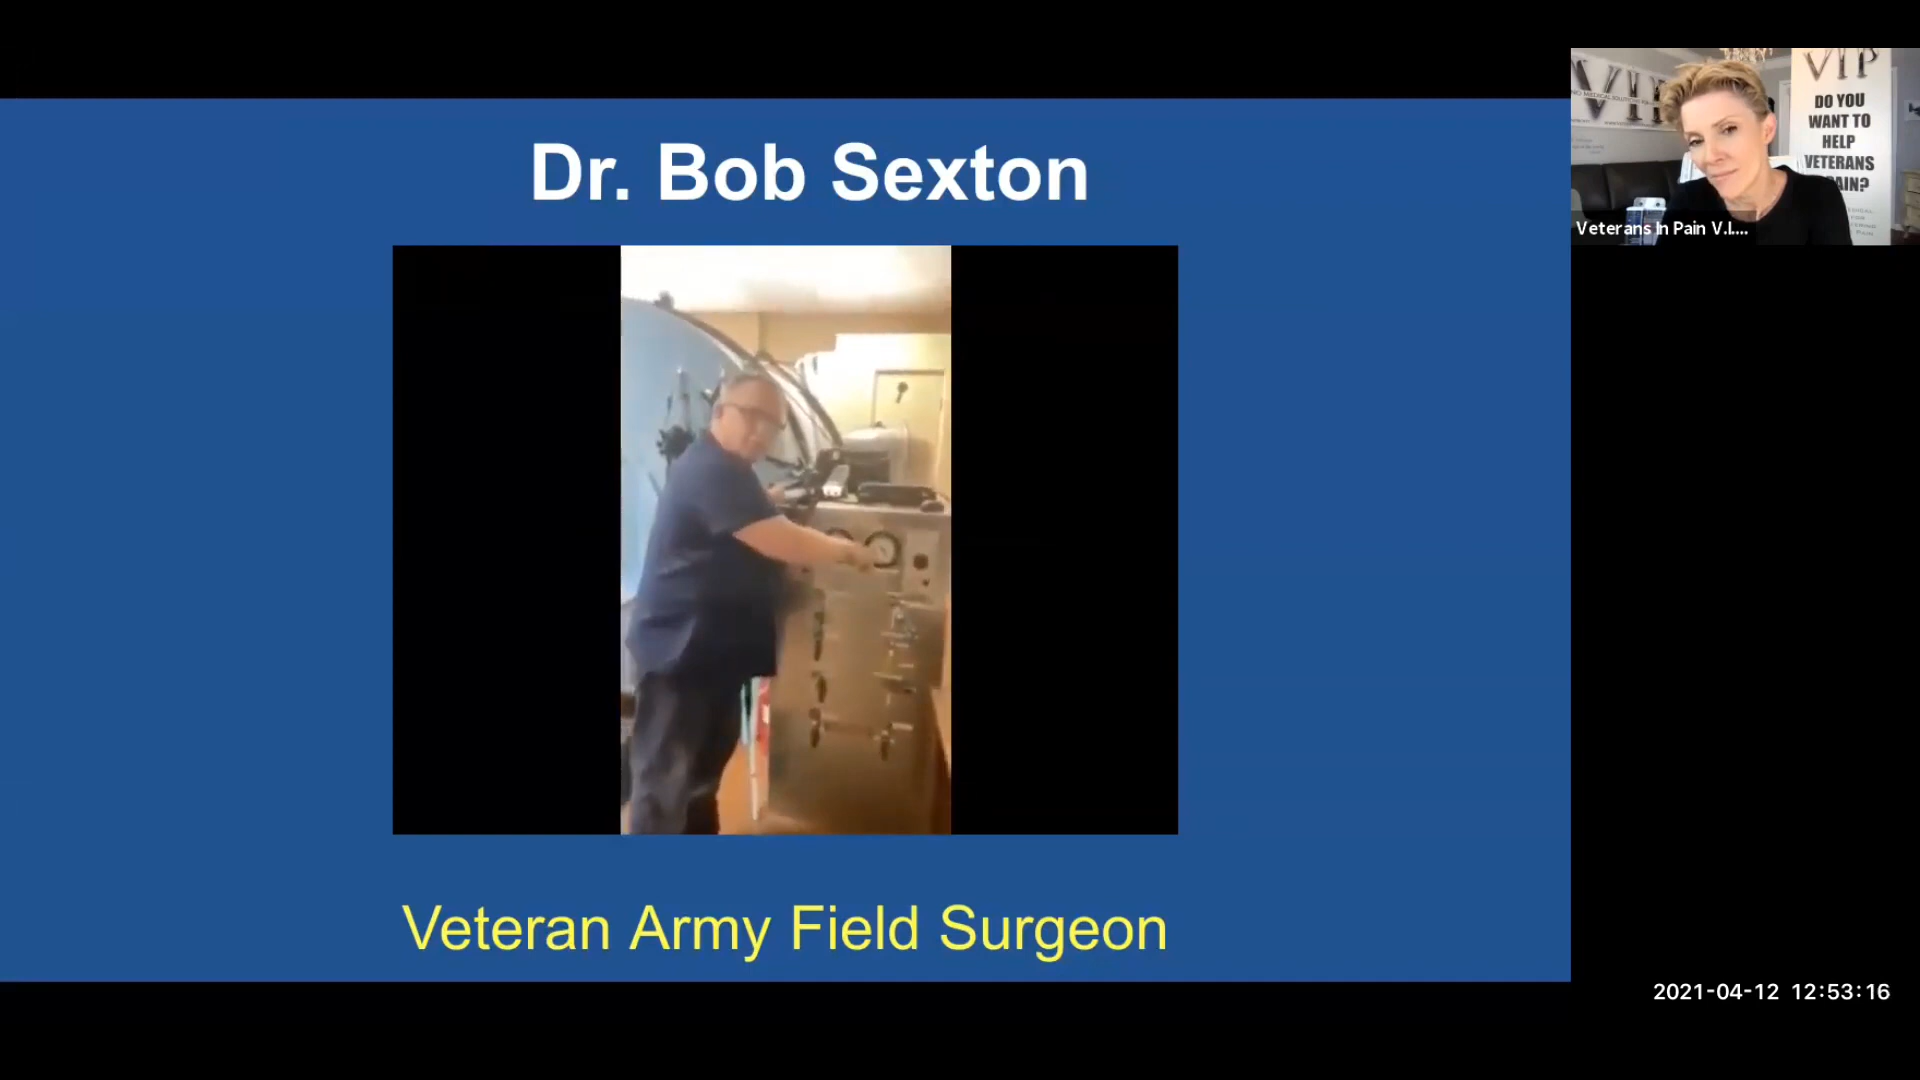 Dr. Bob Sexton
Veteran Army Field Surgeon
VIP
VIP
DO YOU
WANT TO
HELP
VETERANS
Veterans In Pain V.I....
2021-04-12 12:53:16